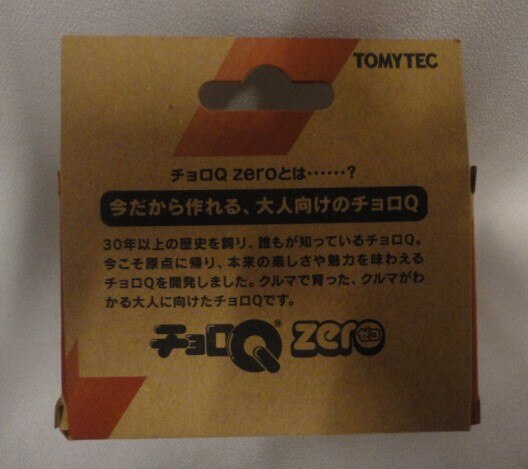 TOMYTEC
チョロQ zeroとは……?
今だから作れる、大人向けのチョロQ
30年以上の歴史を誇り、誰もが知っているチョロQ。
今こそ原点に帰り、本来の楽しさや魅力を味わえる
チョロQを開発しました。クルマで育った、クルマがわ
かる大人に向けたチョロQです。
チョロQ® zero ゼロ